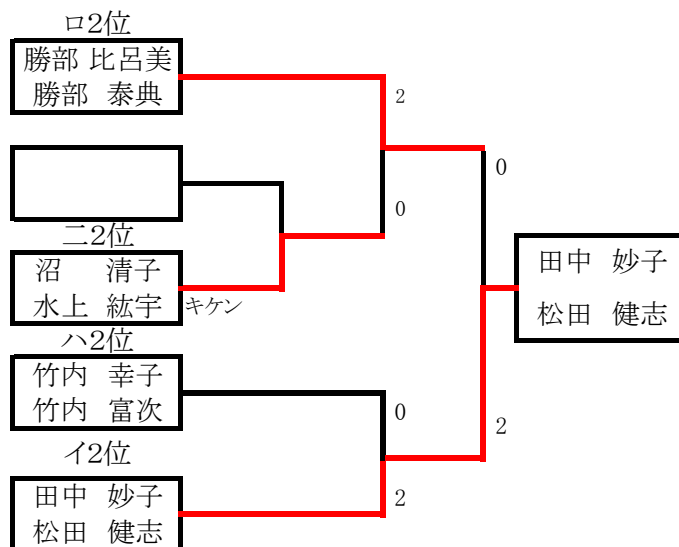 ロ2位
勝部 比呂美
勝部 泰典
2
0
0
二2位
沼 清子
水上 紘宇
キケン
田中 妙子
松田 健志
ハ2位
竹内 幸子
竹内 富次
0
2
イ2位
田中 妙子
松田 健志
2